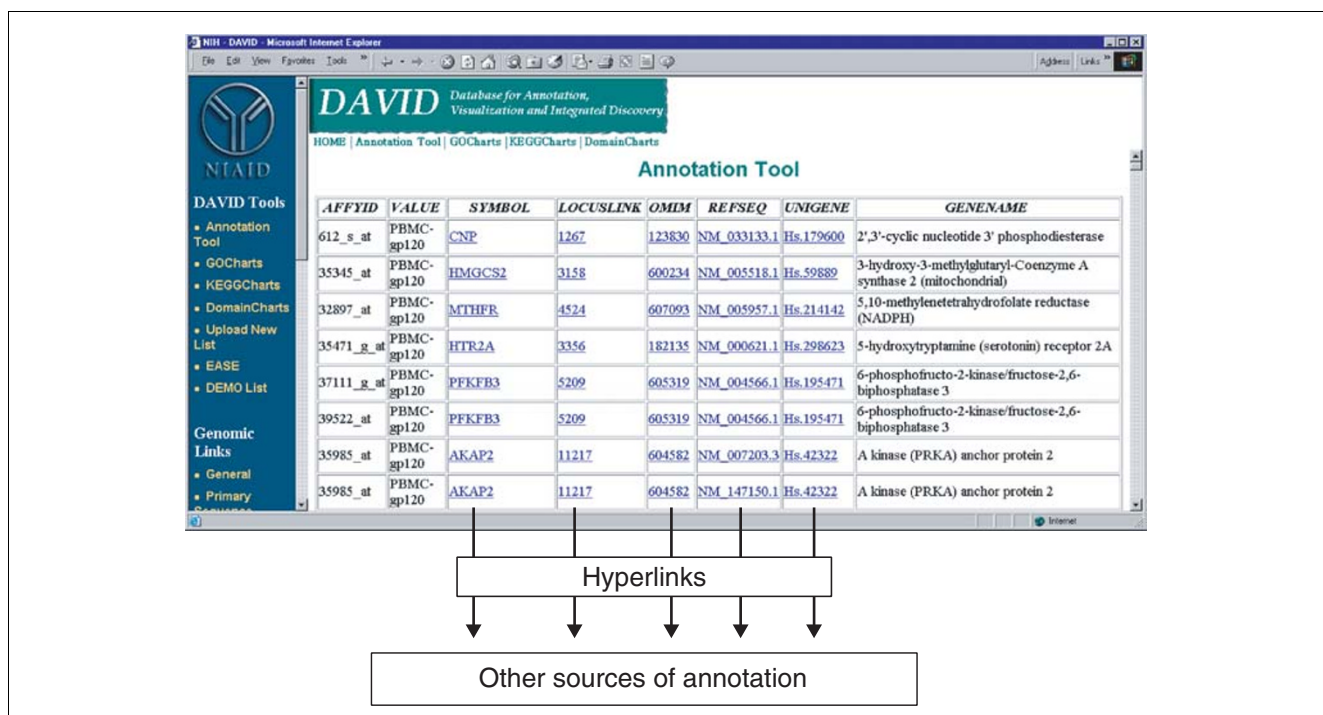 NIH - DAVID - Microsoft Internet Explorer
File Edit View Favorites Tools » Address Links »
DAVID Database for Annotation,
Visualization and Integrated Discovery
HOME | Annotation Tool | GOCharts | KEGGCharts | DomainCharts
NIAID
DAVID Tools
• Annotation
Tool
• GOCharts
• KEGGCharts
• DomainCharts
• Upload New
List
• EASE
• DEMO List
Genomic
Links
• General
• Primary
Sequence
Annotation Tool
AFFYID VALUE SYMBOL LOCUSLINK OMIM REFSEQ UNIGENE GENENAME
612_s_at PBMC-gp120 CNP 1267 123830 NM_033133.1 Hs.179600 2',3'-cyclic nucleotide 3' phosphodiesterase
35345_at PBMC-gp120 HMGCS2 3158 600234 NM_005518.1 Hs.59889 3-hydroxy-3-methylglutaryl-Coenzyme A synthase 2 (mitochondrial)
32897_at PBMC-gp120 MTHFR 4524 607093 NM_005957.1 Hs.214142 5,10-methylenetetrahydrofolate reductase (NADPH)
35471_g_at PBMC-gp120 HTR2A 3356 182135 NM_000621.1 Hs.298623 5-hydroxytryptamine (serotonin) receptor 2A
37111_g_at PBMC-gp120 PFKFB3 5209 605319 NM_004566.1 Hs.195471 6-phosphofructo-2-kinase/fructose-2,6-biphosphatase 3
39522_at PBMC-gp120 PFKFB3 5209 605319 NM_004566.1 Hs.195471 6-phosphofructo-2-kinase/fructose-2,6-biphosphatase 3
35985_at PBMC-gp120 AKAP2 11217 604582 NM_007203.3 Hs.42322 A kinase (PRKA) anchor protein 2
35985_at PBMC-gp120 AKAP2 11217 604582 NM_147150.1 Hs.42322 A kinase (PRKA) anchor protein 2
Internet
Hyperlinks
Other sources of annotation